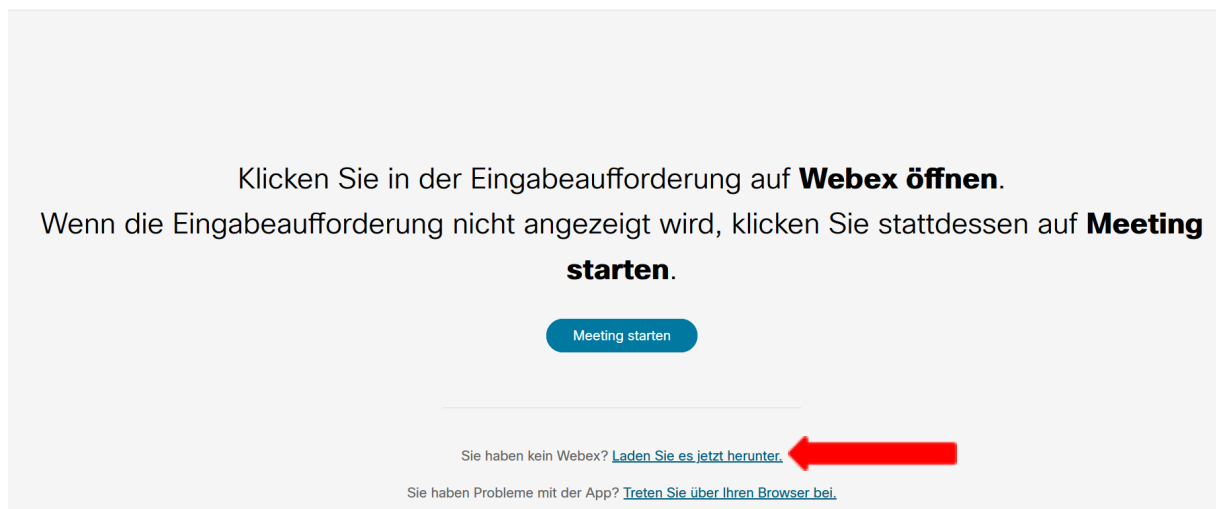 Klicken Sie in der Eingabeaufforderung auf Webex öffnen.
Wenn die Eingabeaufforderung nicht angezeigt wird, klicken Sie stattdessen auf Meeting
starten.
Meeting starten
Sie haben kein Webex? Laden Sie es jetzt herunter.
Sie haben Probleme mit der App? Treten Sie über Ihren Browser bei.